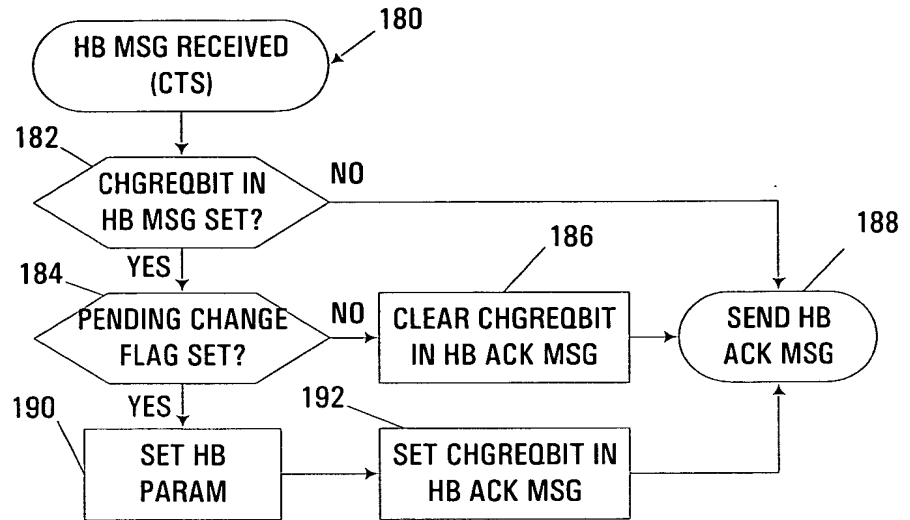 HB MSG RECEIVED
(CTS)
180
182
CHGREQBIT IN
HB MSG SET?
NO
YES
184
PENDING CHANGE
FLAG SET?
NO
186
CLEAR CHGREQBIT
IN HB ACK MSG
188
SEND HB
ACK MSG
YES
190
SET HB
PARAM
192
SET CHGREQBIT IN
HB ACK MSG